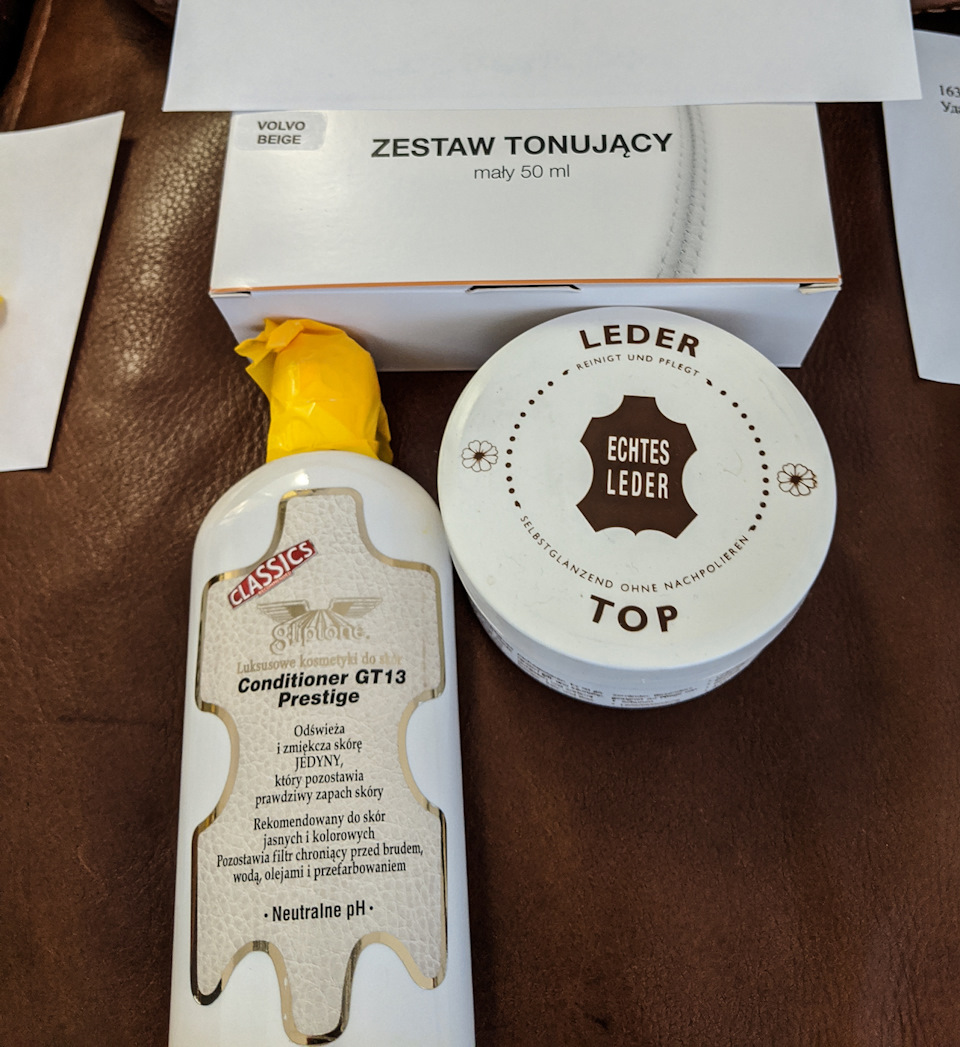 VOLVO
BEIGE
ZESTAW TONUJĄCY
mały 50 ml
163
LEDER
REINIGT UND PFLEGT
ECHTES
LEDER
SELBSTGLÄNZEND OHNE NACHPOLIEREN
TOP
CLASSICS
gliptone.
Luksusowe kosmetyki do skór
Conditioner GT13
Prestige
Odświeża
i zmiękcza skórę
JEDYNY,
który pozostawia
prawdziwy zapach skóry
Rekomendowany do skór
jasnych i kolorowych
Pozostawia filtr chroniący przed brudem,
wodą, olejami i przefarbowaniem
• Neutralne pH •